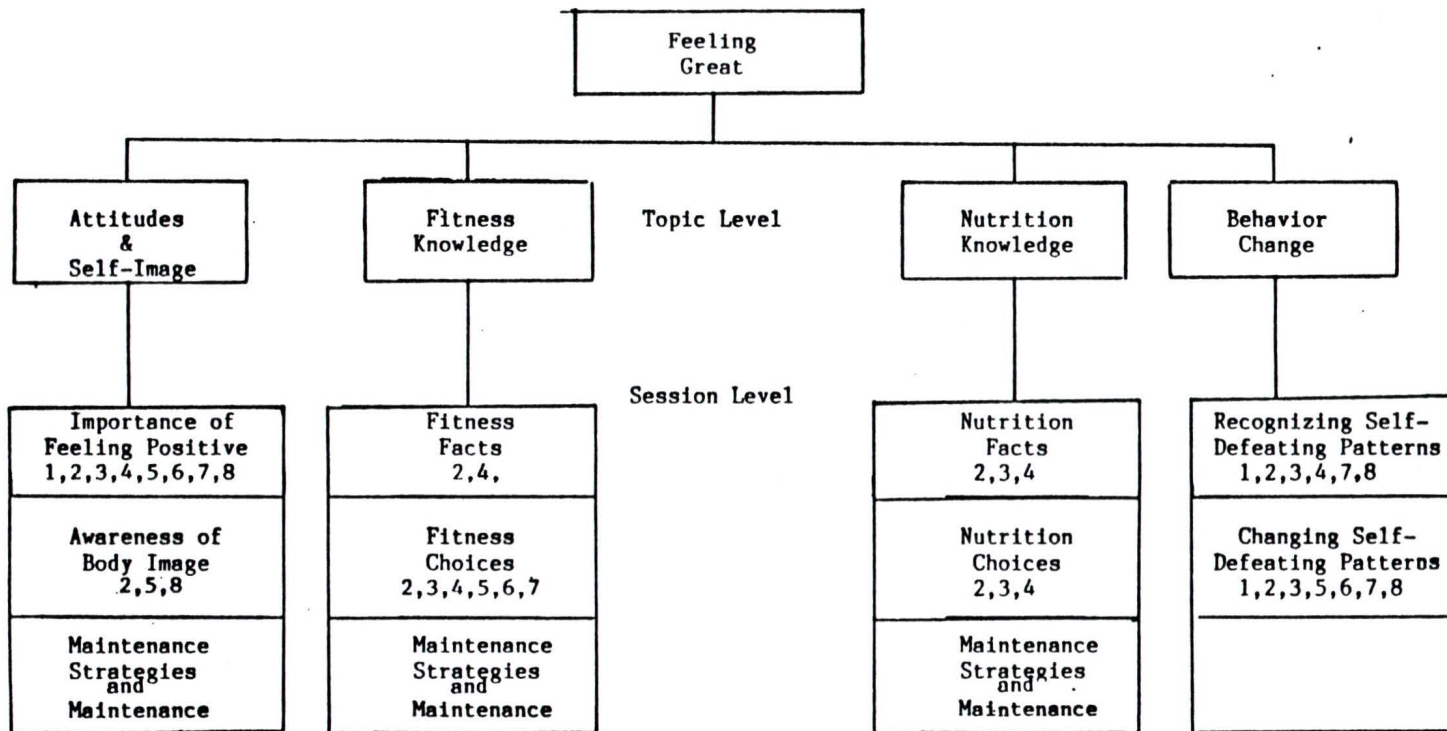 Feeling
Great
Attitudes
&
Self-Image
Fitness
Knowledge
Topic Level
Nutrition
Knowledge
Behavior
Change
Session Level
Importance of
Feeling Positive
1,2,3,4,5,6,7,8
Fitness
Facts
2,4,
Nutrition
Facts
2,3,4
Recognizing Self-
Defeating Patterns
1,2,3,4,7,8
Awareness of
Body Image
2,5,8
Fitness
Choices
2,3,4,5,6,7
Nutrition
Choices
2,3,4
Changing Self-
Defeating Patterns
1,2,3,5,6,7,8
Maintenance
Strategies
and
Maintenance
Maintenance
Strategies
and
Maintenance
Maintenance
Strategies
and
Maintenance